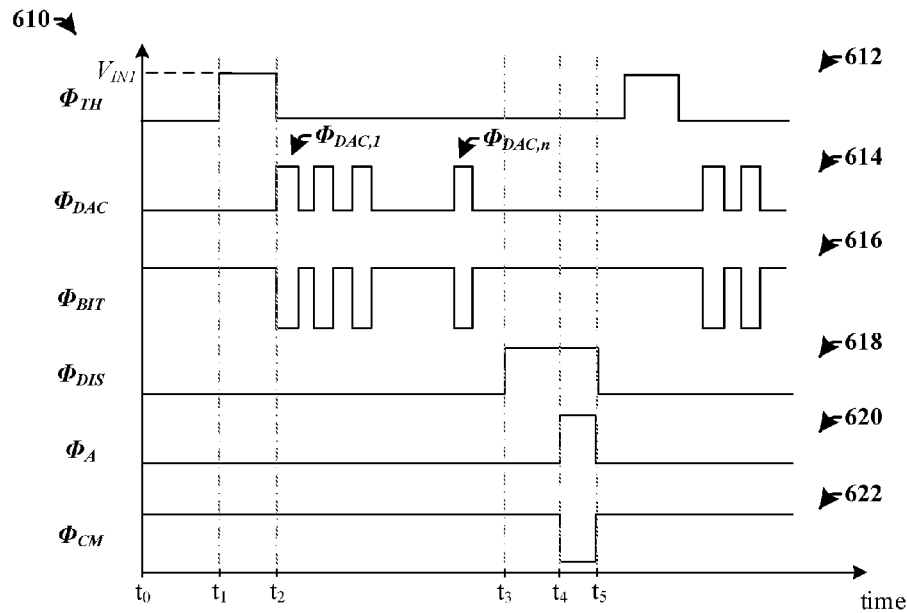 610
V_IN1
Φ_TH
612
Φ_DAC,1
Φ_DAC,n
614
Φ_DAC
616
Φ_BIT
618
Φ_DIS
620
Φ_A
622
Φ_CM
t0 t1 t2 t3 t4 t5
time